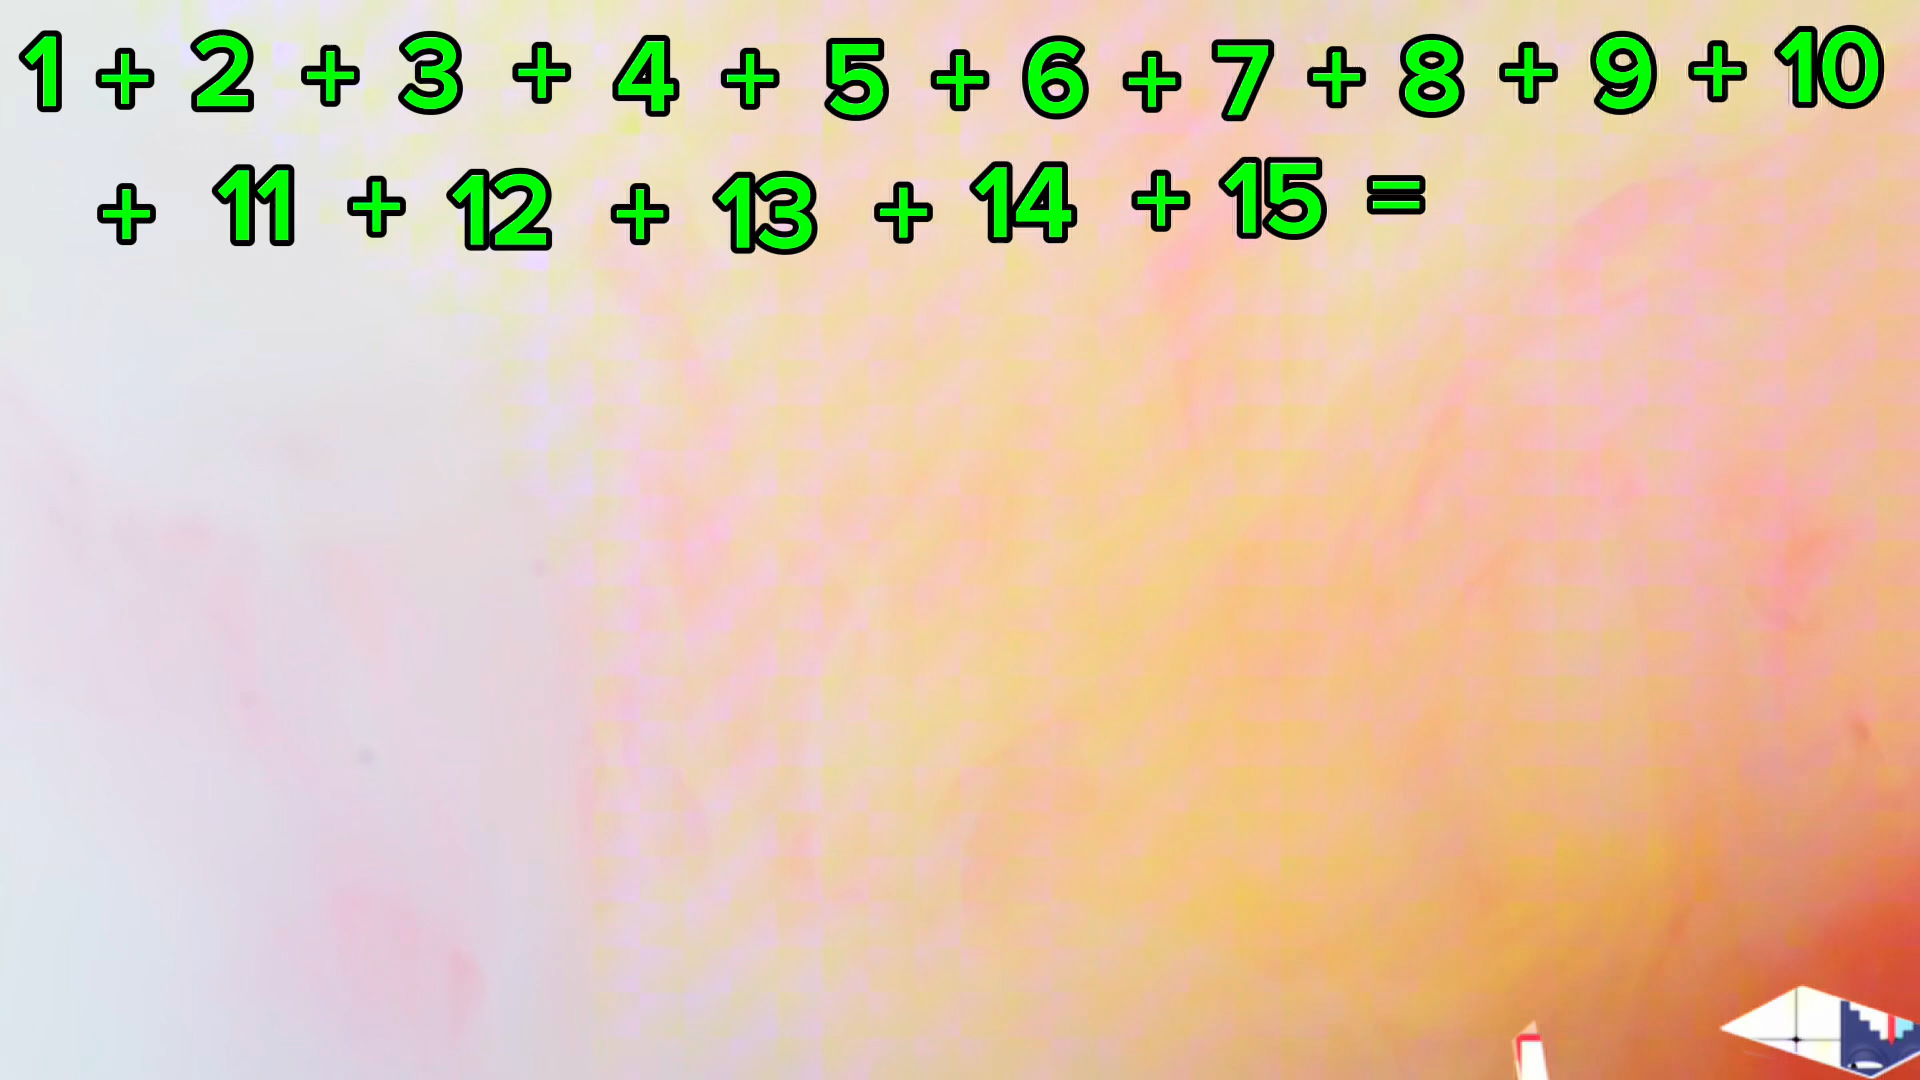 1 + 2 + 3 + 4 + 5 + 6 + 7 + 8 + 9 + 10
+ 11 + 12 + 13 + 14 + 15 =